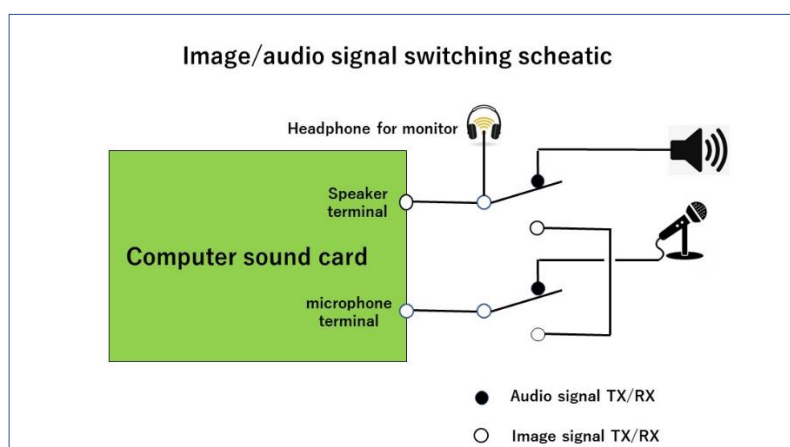 Image/audio signal switching scheatic
Headphone for monitor
Speaker
terminal
Computer sound card
microphone
terminal
Audio signal TX/RX
Image signal TX/RX